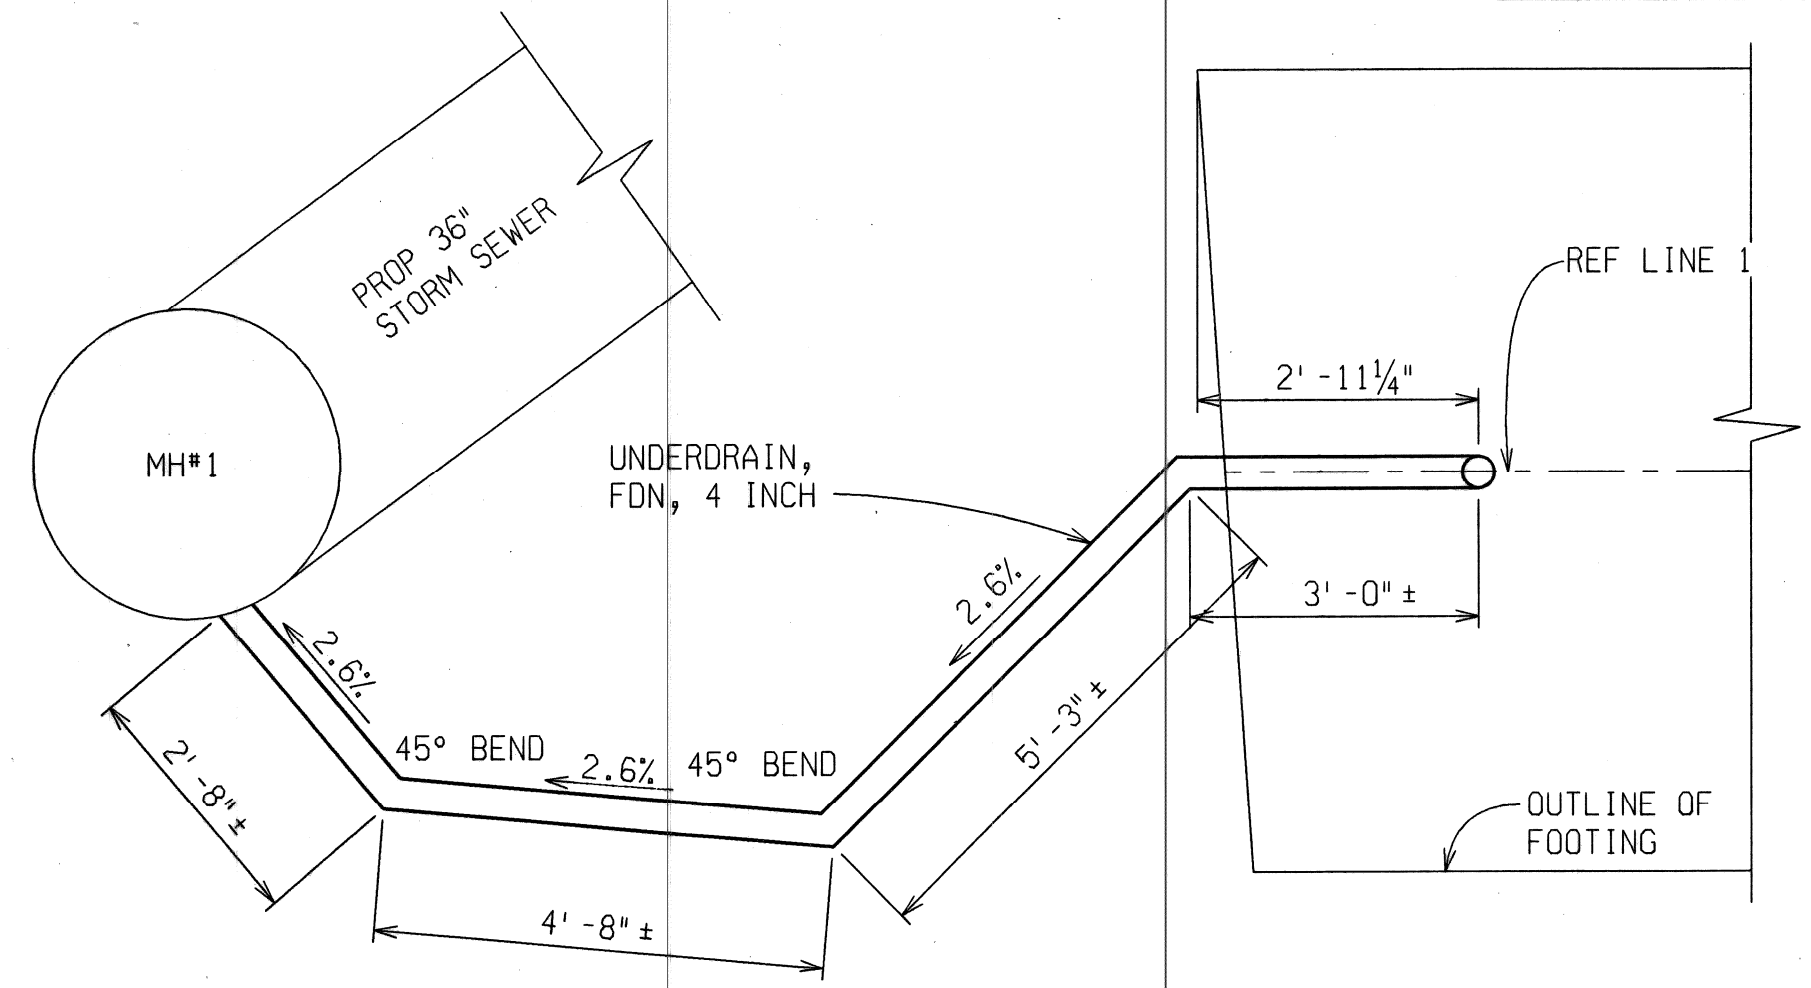 PROP 36"
STORM SEWER
REF LINE 1
2'-11¼"
MH#1
UNDERDRAIN,
FDN, 4 INCH
2.6%
3'-0" ±
2.6%
5'-3" ±
45° BEND
2.6%
45° BEND
2'-8" ±
OUTLINE OF
FOOTING
4'-8" ±